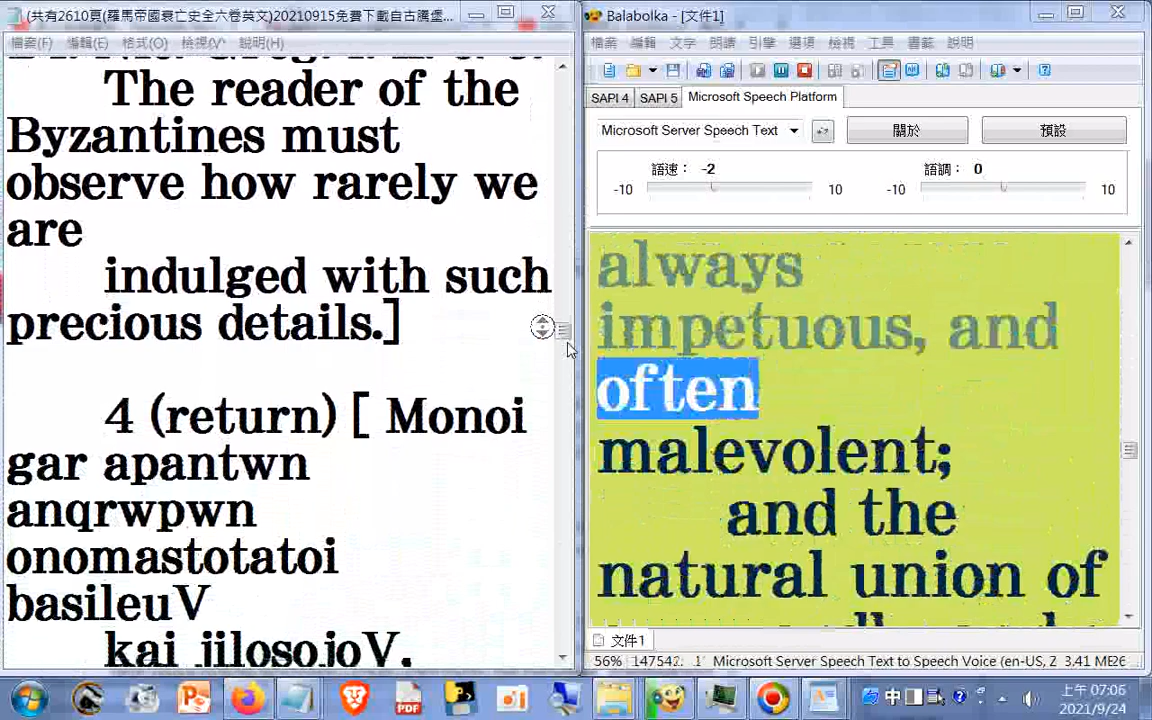 (共有2610頁(羅馬帝國衰亡史全六卷英文)20210915免費下載自古騰堡...
檔案(F) 編輯(E) 格式(O) 檢視(V) 說明(H)
The reader of the
Byzantines must
observe how rarely we
are
indulged with such
precious details.]
4 (return) [ Monoi
gar apantwn
anqrwpwn
onomastotatoi
basileuV
kai jilosojoV.
Balabolka - [文件1]
檔案 編輯 文字 朗讀 引擎 選項 檢視 工具 書籤 說明
SAPI 4 SAPI 5 Microsoft Speech Platform
Microsoft Server Speech Text
關於
預設
語速: -2
-10 10
語調: 0
-10 10
always
impetuous, and
often
malevolent;
and the
natural union of
文件1
56% 147542. Microsoft Server Speech Text to Speech Voice (en-US, Z 3.41 ME26
中
上午 07:06
2021/9/24